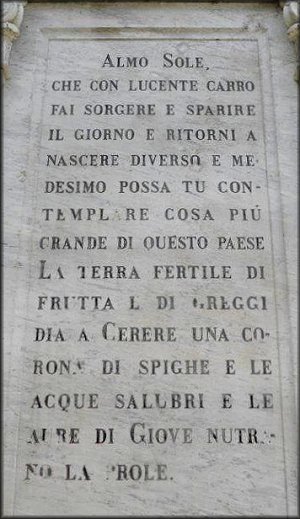 ALMO SOLE,
CHE CON LUCENTE CARRO
FAI SORGERE E SPARIRE
IL GIORNO E RITORNI A
NASCERE DIVERSO E ME-
DESIMO POSSA TU CON-
TEMPLARE COSA PIÚ
GRANDE DI QUESTO PAESE
LA TERRA FERTILE DI
FRUTTA E DI GREGGI
DIA A CERERE UNA CO-
RONA DI SPIGHE E LE
ACQUE SALUBRI E LE
AURE DI GIOVE NUTRA-
NO LA PROLE.